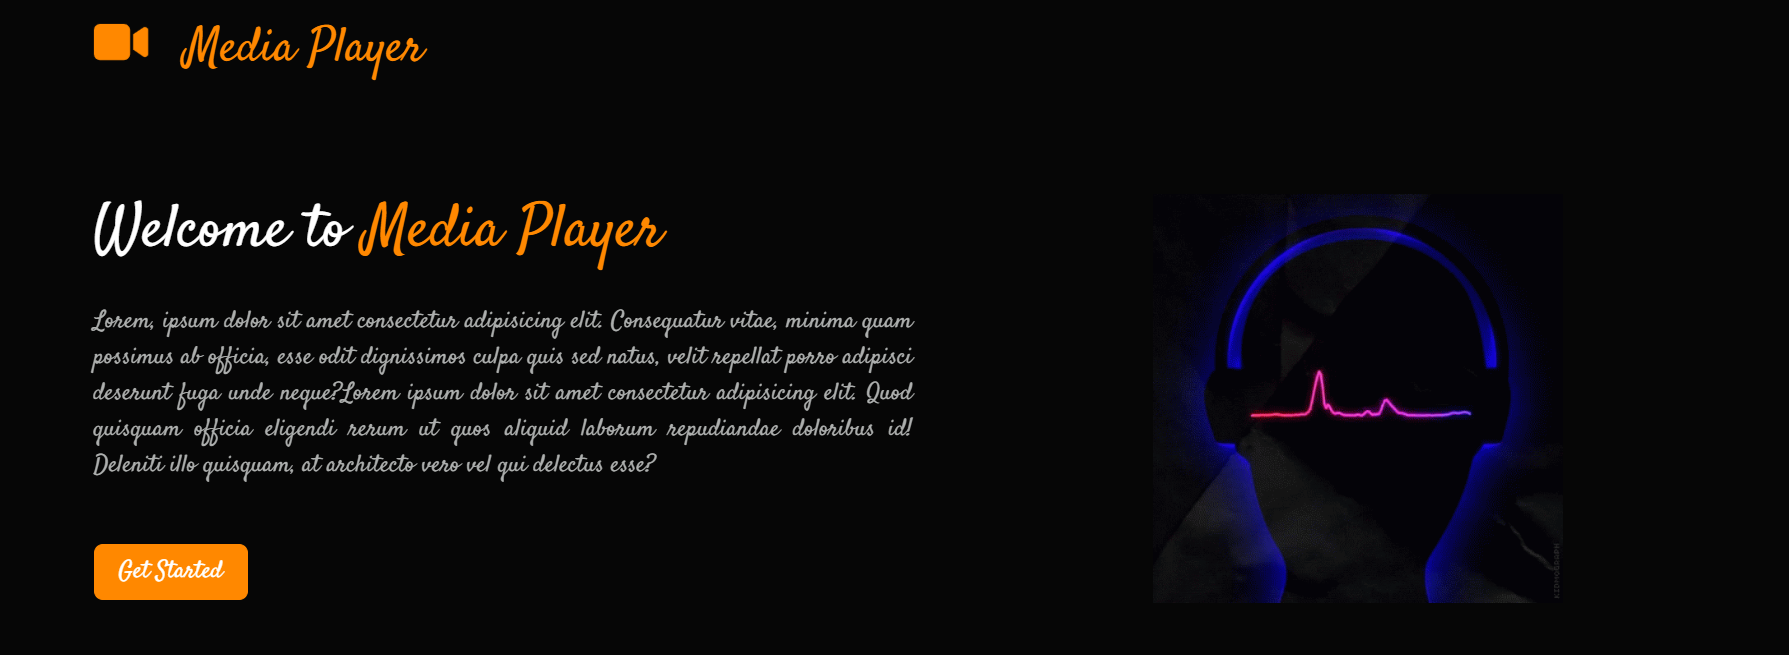 Media Player
Welcome to Media Player
Lorem, ipsum dolor sit amet consectetur adipisicing elit. Consequatur vitae, minima quam
possimus ab officia, esse odit dignissimos culpa quis sed natus, velit repellat porro adipisci
deserunt fuga unde neque?Lorem ipsum dolor sit amet consectetur adipisicing elit. Quod
quisquam officia eligendi rerum ut quos aliquid laborum repudiandae doloribus id!
Deleniti illo quisquam, at architecto vero vel qui delectus esse?
Get Started